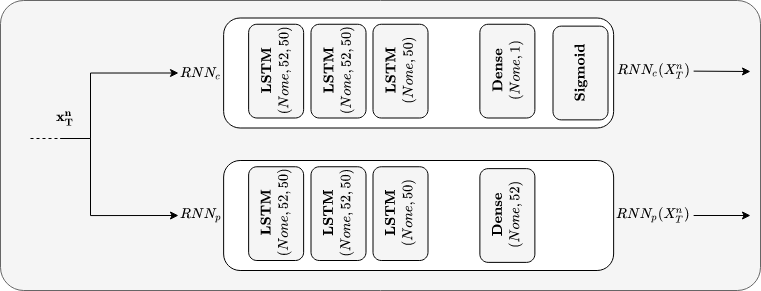 x_T^n
RNN_c
LSTM
(None, 52, 50)
LSTM
(None, 52, 50)
LSTM
(None, 50)
Dense
(None, 1)
Sigmoid
RNN_c(X_T^n)
RNN_p
LSTM
(None, 52, 50)
LSTM
(None, 52, 50)
LSTM
(None, 50)
Dense
(None, 52)
RNN_p(X_T^n)